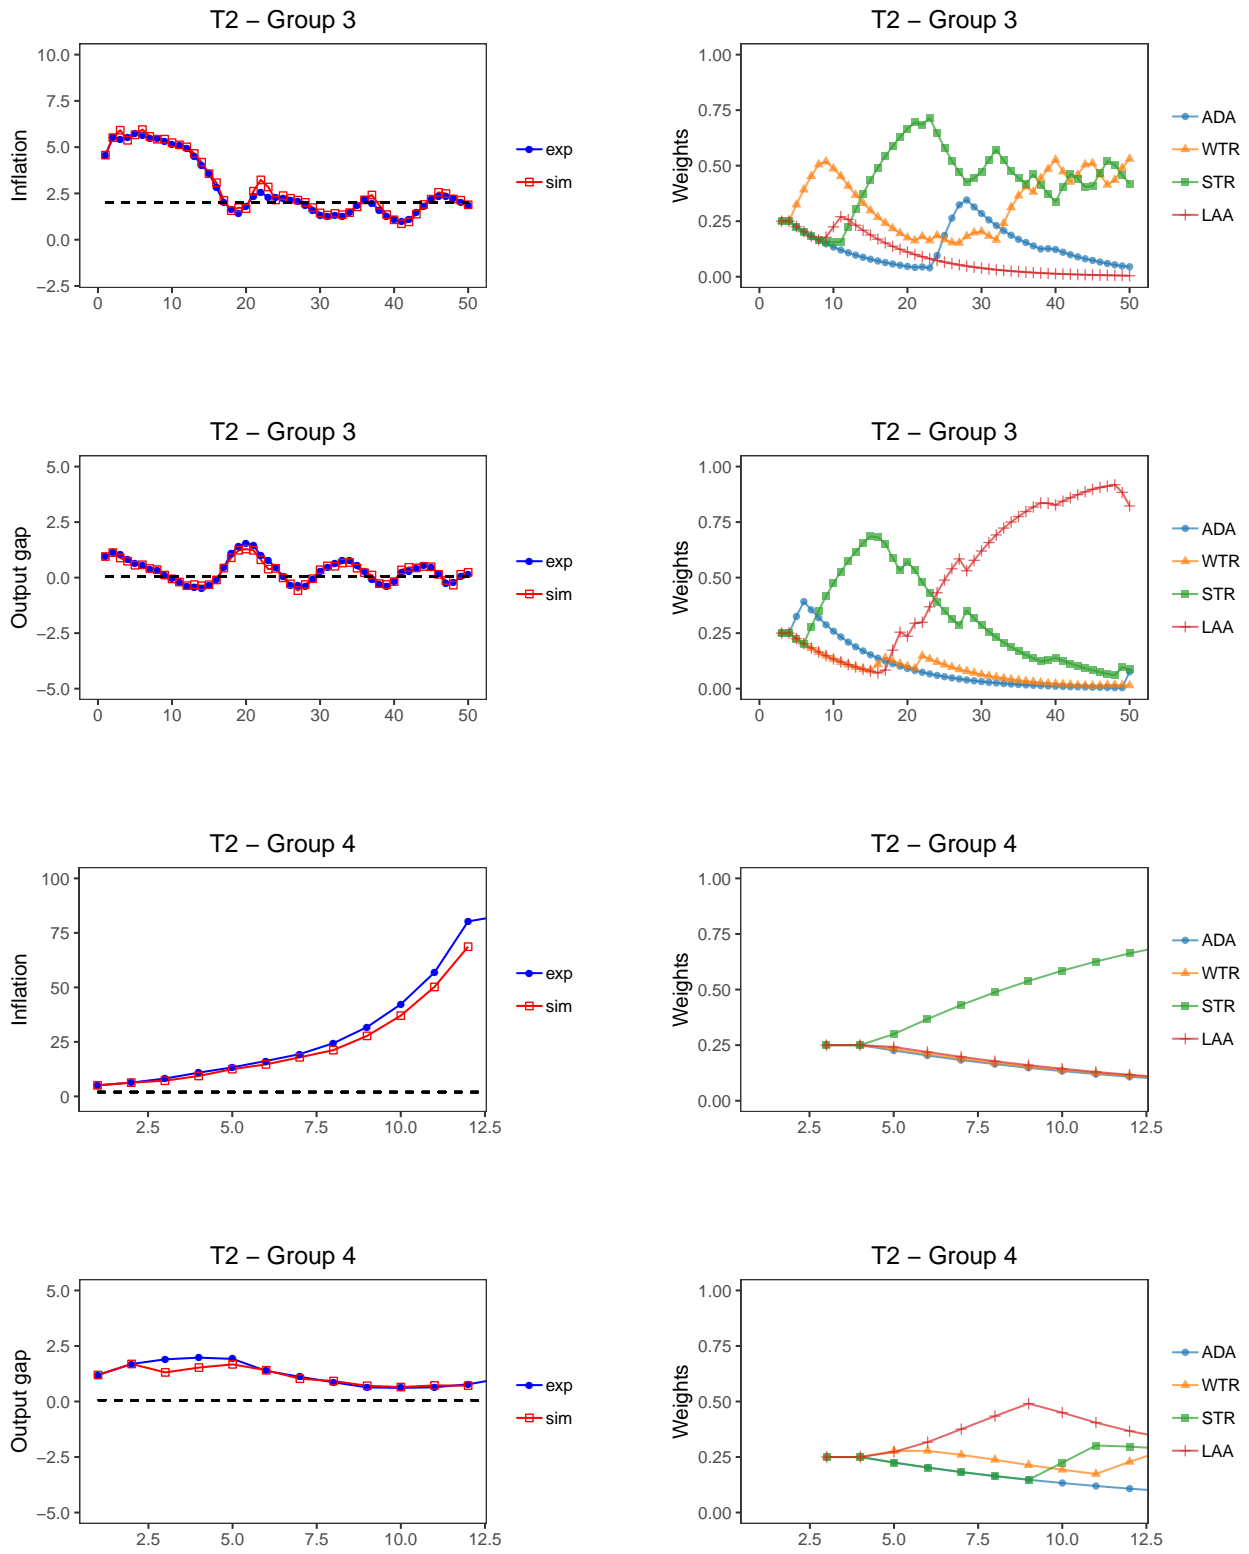 T2 – Group 3
10.0
7.5
5.0
2.5
0.0
−2.5
Inflation
0 10 20 30 40 50
exp
sim
T2 – Group 3
1.00
0.75
0.50
0.25
0.00
Weights
0 10 20 30 40 50
ADA
WTR
STR
LAA
T2 – Group 3
5.0
2.5
0.0
−2.5
−5.0
Output gap
0 10 20 30 40 50
exp
sim
T2 – Group 3
1.00
0.75
0.50
0.25
0.00
Weights
0 10 20 30 40 50
ADA
WTR
STR
LAA
T2 – Group 4
100
75
50
25
0
Inflation
2.5 5.0 7.5 10.0 12.5
exp
sim
T2 – Group 4
1.00
0.75
0.50
0.25
0.00
Weights
2.5 5.0 7.5 10.0 12.5
ADA
WTR
STR
LAA
T2 – Group 4
5.0
2.5
0.0
−2.5
−5.0
Output gap
2.5 5.0 7.5 10.0 12.5
exp
sim
T2 – Group 4
1.00
0.75
0.50
0.25
0.00
Weights
2.5 5.0 7.5 10.0 12.5
ADA
WTR
STR
LAA